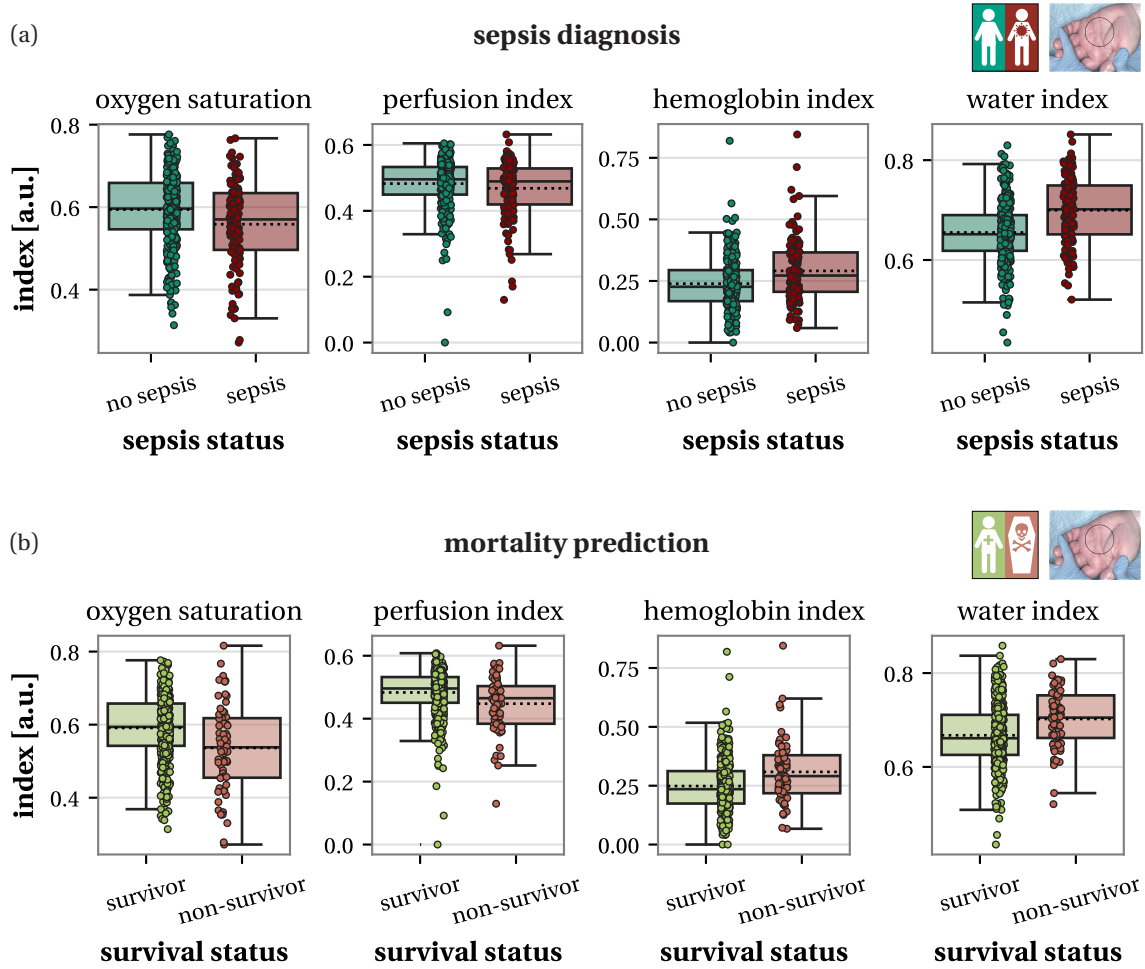 (a)
sepsis diagnosis
oxygen saturation
perfusion index
hemoglobin index
water index
index [a.u.]
0.8
0.6
0.4
0.6
0.4
0.2
0.0
0.75
0.50
0.25
0.00
0.8
0.6
no sepsis
sepsis
no sepsis
sepsis
no sepsis
sepsis
no sepsis
sepsis
sepsis status
sepsis status
sepsis status
sepsis status
(b)
mortality prediction
oxygen saturation
perfusion index
hemoglobin index
water index
index [a.u.]
0.8
0.6
0.4
0.6
0.4
0.2
0.0
0.75
0.50
0.25
0.00
0.8
0.6
survivor
non-survivor
survivor
non-survivor
survivor
non-survivor
survivor
non-survivor
survival status
survival status
survival status
survival status